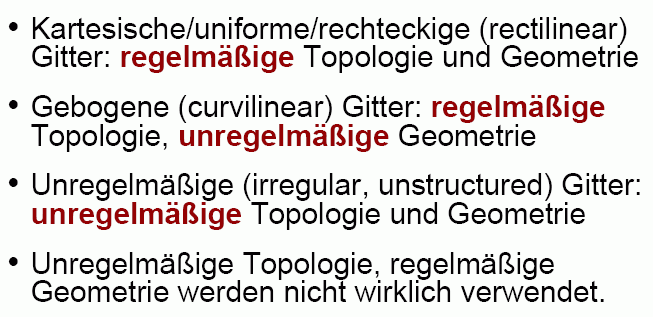 • Kartesische/uniforme/rechteckige (rectilinear)
Gitter: regelmäßige Topologie und Geometrie
• Gebogene (curvilinear) Gitter: regelmäßige
Topologie, unregelmäßige Geometrie
• Unregelmäßige (irregular, unstructured) Gitter:
unregelmäßige Topologie und Geometrie
• Unregelmäßige Topologie, regelmäßige
Geometrie werden nicht wirklich verwendet.